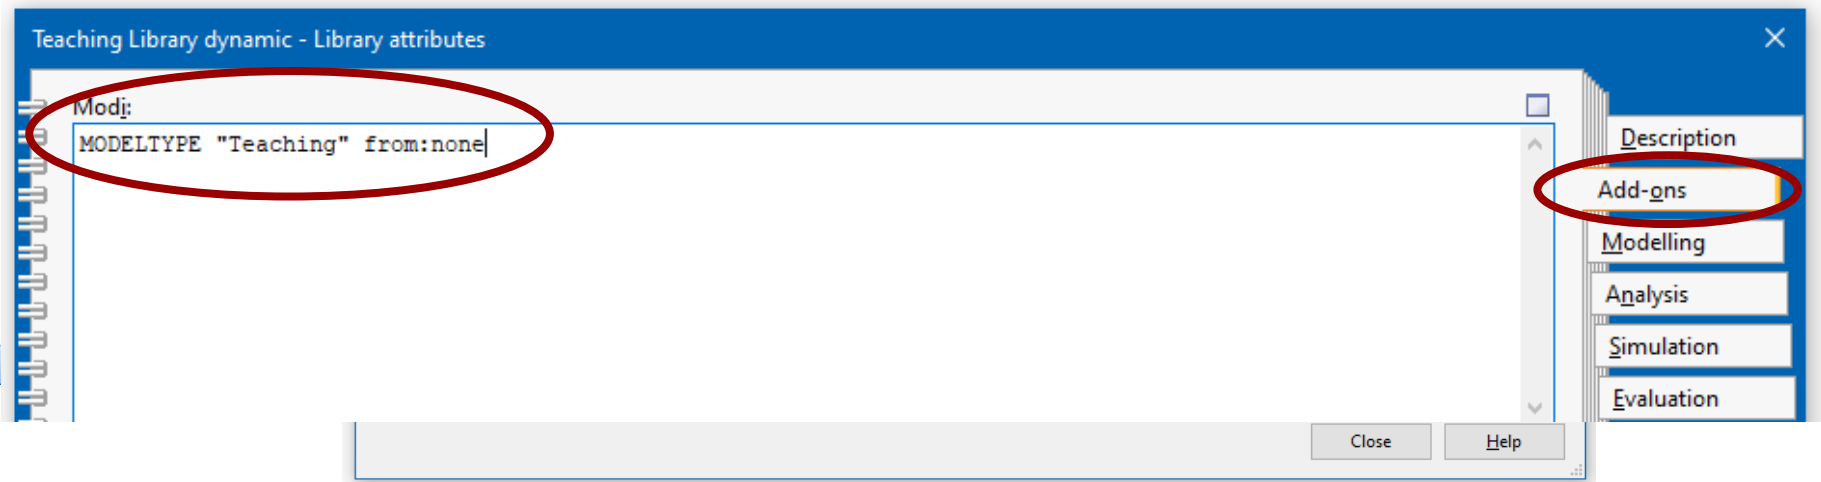 Teaching Library dynamic - Library attributes
Modi:
MODELTYPE "Teaching" from:none
Description
Add-ons
Modelling
Analysis
Simulation
Evaluation
Close
Help